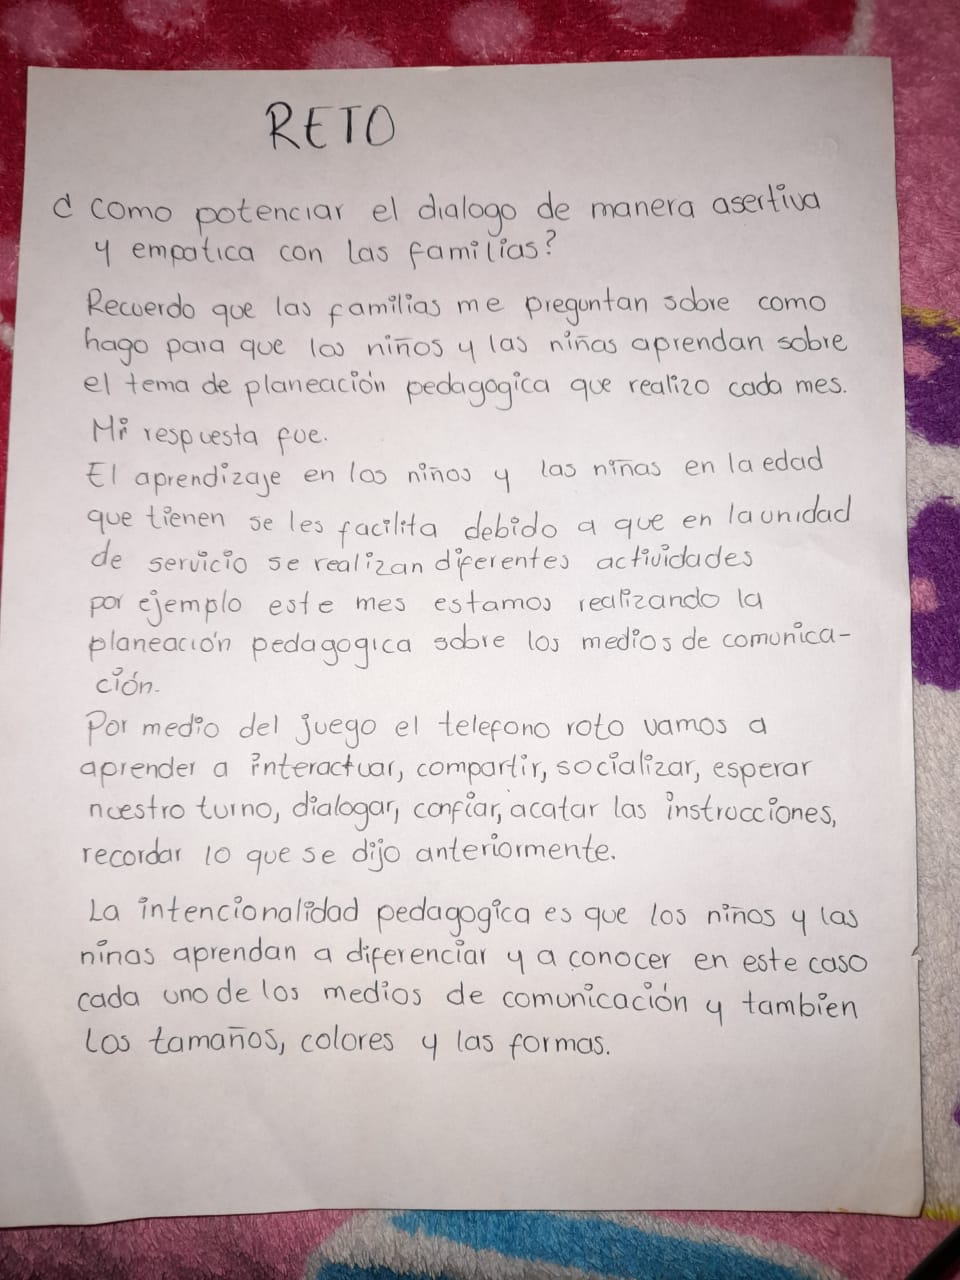 RETO
¿ como potenciar el dialogo de manera asertiva
y empatica con las familias?
Recuerdo que las familias me preguntan sobre como
hago para que los niños y las niñas aprendan sobre
el tema de planeación pedagogica que realizo cada mes.
Mi respuesta fue.
El aprendizaje en los niños y las niñas en la edad
que tienen se les facilita debido a que en la unidad
de servicio se realizan diferentes actividades
por ejemplo este mes estamos realizando la
planeación pedagogica sobre los medios de comunica-
ción.
Por medio del juego el telefono roto vamos a
aprender a interactuar, compartir, socializar, esperar
nuestro turno, dialogar, confiar, acatar las instrucciones,
recordar lo que se dijo anteriormente.
La intencionalidad pedagogica es que los niños y las
niñas aprendan a diferenciar y a conocer en este caso
cada uno de los medios de comunicación y tambien
los tamaños, colores y las formas.